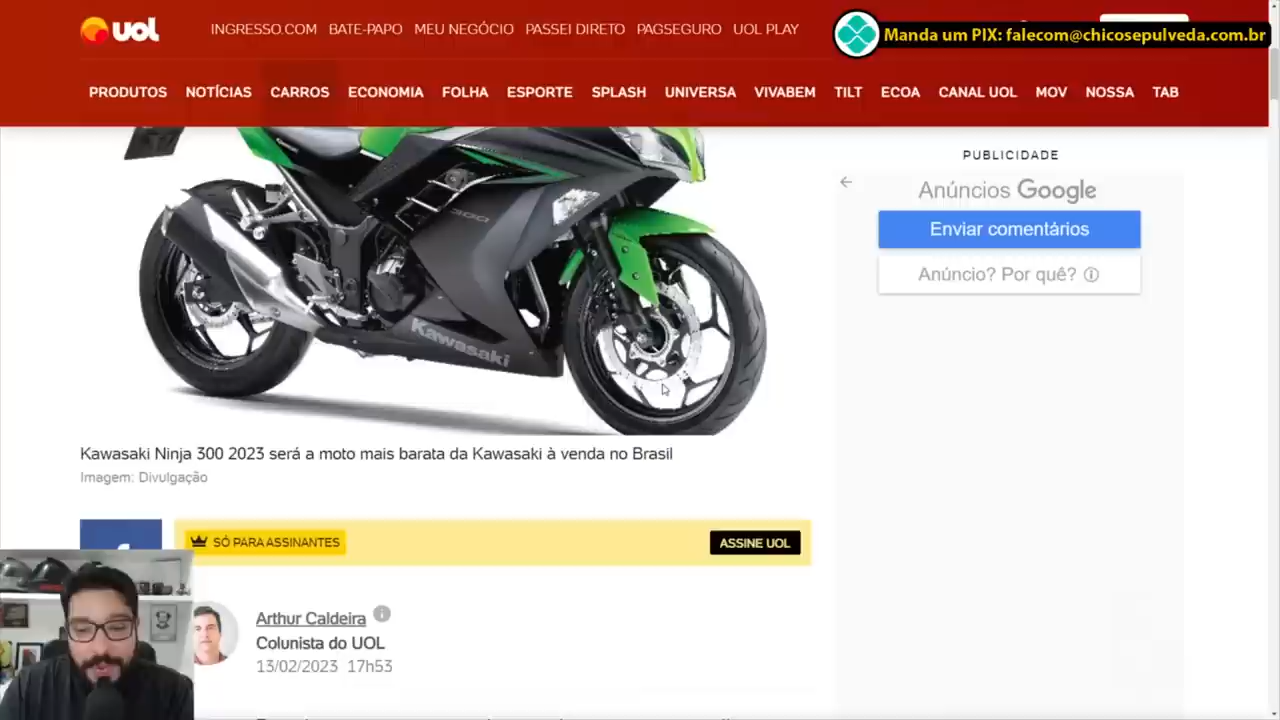 uol
INGRESSO.COM BATE-PAPO MEU NEGÓCIO PASSEI DIRETO PAGSEGURO UOL PLAY
Manda um PIX: falecom@chicosepulveda.com.br
PRODUTOS NOTÍCIAS CARROS ECONOMIA FOLHA ESPORTE SPLASH UNIVERSA VIVABEM TILT ECOA CANAL UOL MOV NOSSA TAB
PUBLICIDADE
Anúncios Google
Enviar comentários
Anúncio? Por quê?
300
Kawasaki
Kawasaki Ninja 300 2023 será a moto mais barata da Kawasaki à venda no Brasil
Imagem: Divulgação
SÓ PARA ASSINANTES
ASSINE UOL
Arthur Caldeira
Colunista do UOL
13/02/2023 17h53